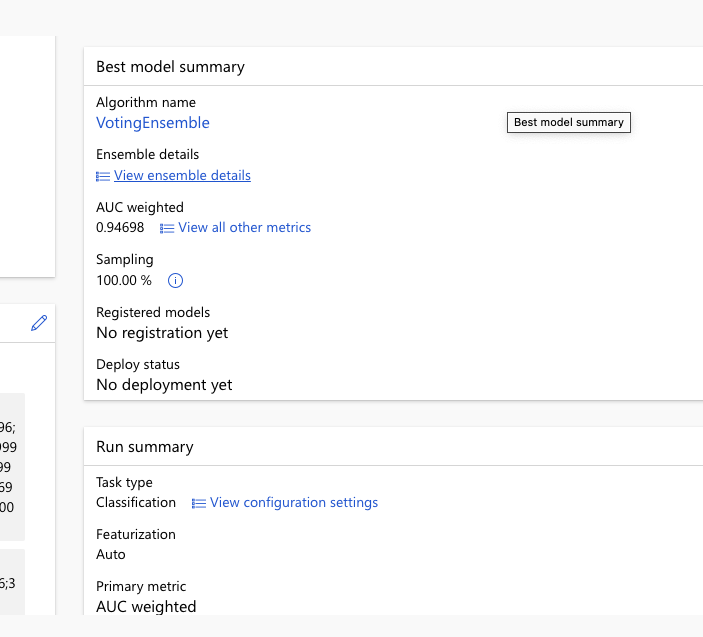 Best model summary
Algorithm name
VotingEnsemble
Best model summary
Ensemble details
View ensemble details
AUC weighted
0.94698 View all other metrics
Sampling
100.00 %
Registered models
No registration yet
Deploy status
No deployment yet
96;
999
99
69
00
6;3
Run summary
Task type
Classification View configuration settings
Featurization
Auto
Primary metric
AUC weighted